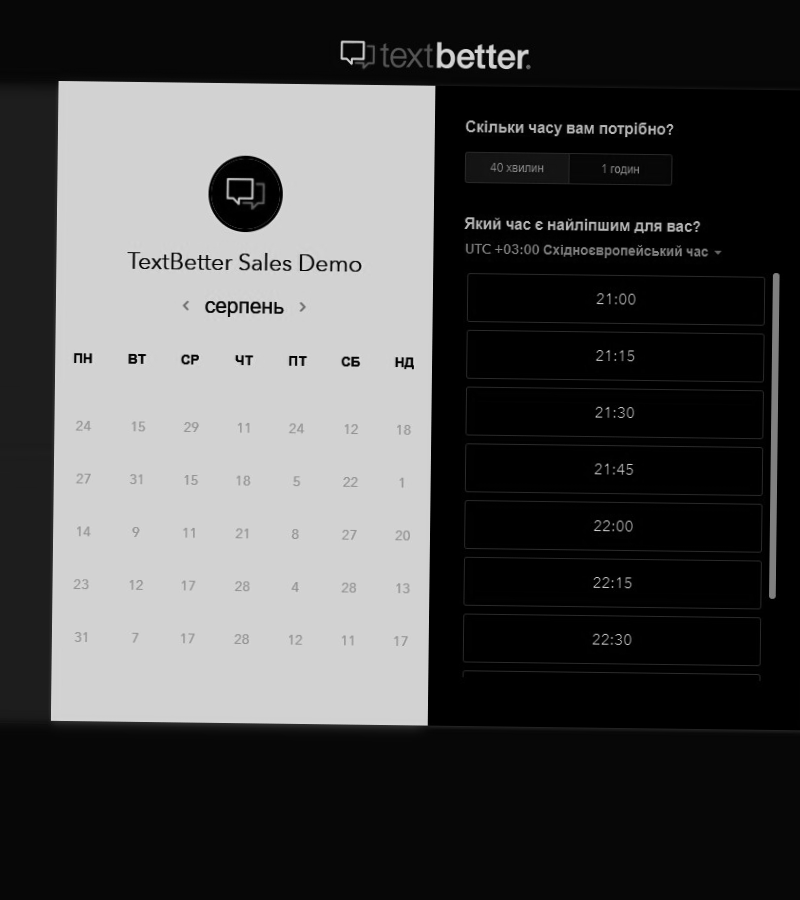 textbetter.
TextBetter Sales Demo
серпень
ПН ВТ СР ЧТ ПТ СБ НД
24 15 29 11 24 12 18
27 31 15 18 5 22 1
14 9 11 21 8 27 20
23 12 17 28 4 28 13
31 7 17 28 12 11 17
Скільки часу вам потрібно?
40 хвилин 1 годин
Який час є найліпшим для вас?
UTC +03:00 Східноєвропейський час
21:00
21:15
21:30
21:45
22:00
22:15
22:30